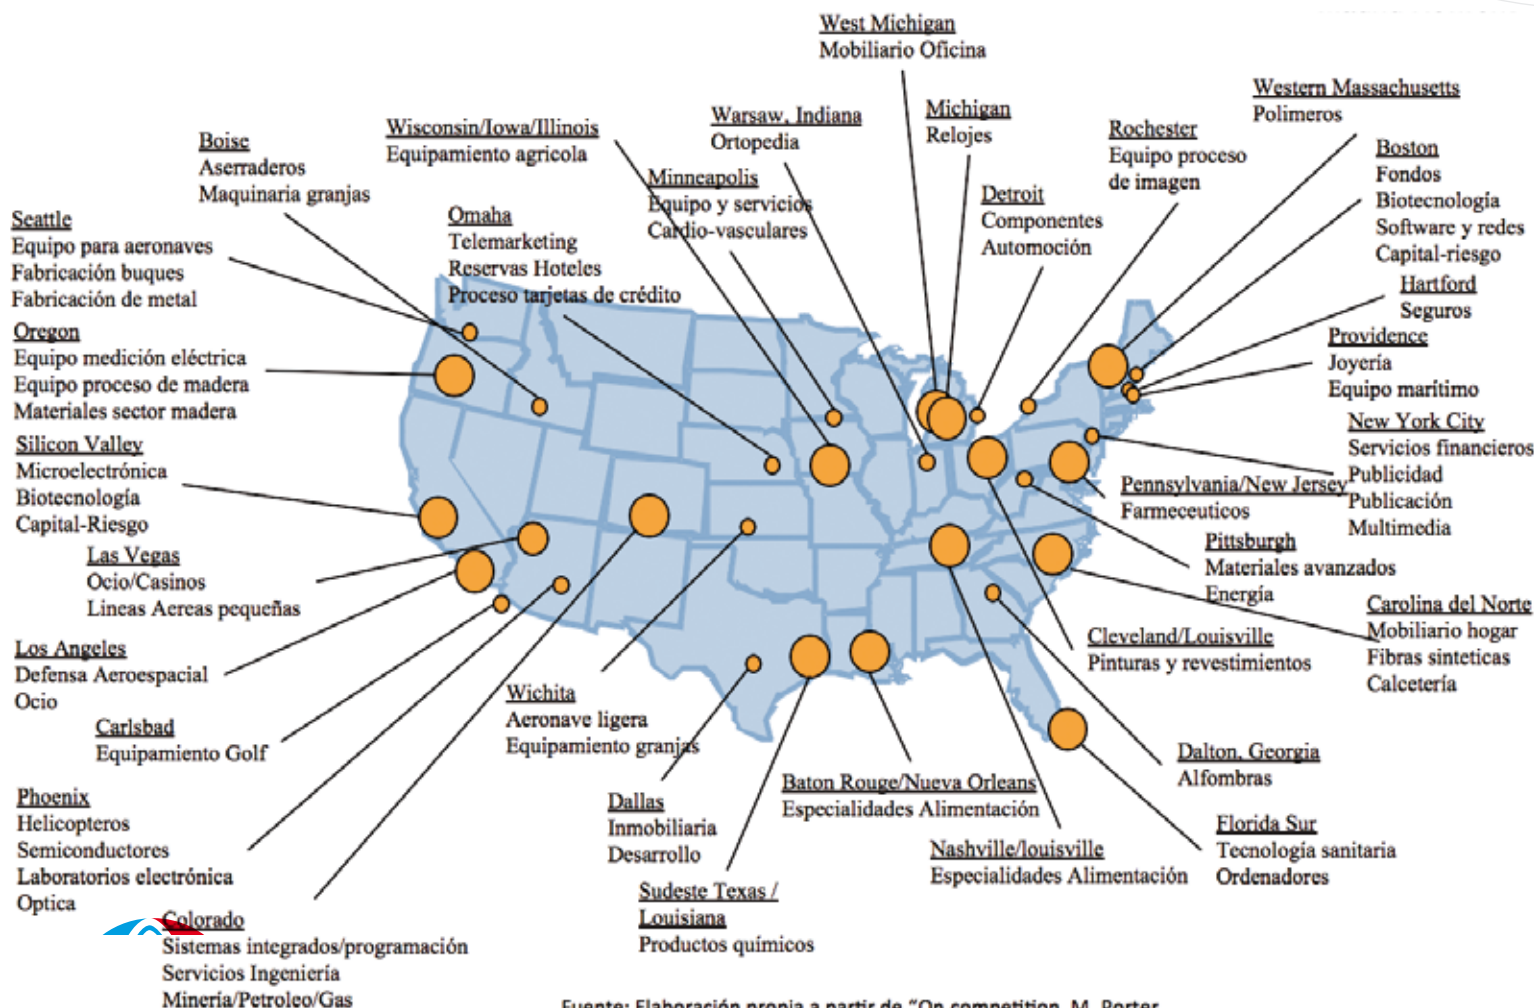 West Michigan
Mobiliario Oficina
Western Massachusetts
Polimeros
Michigan
Relojes
Warsaw, Indiana
Ortopedia
Wisconsin/Iowa/Illinois
Equipamiento agricola
Rochester
Equipo proceso
de imagen
Boise
Aserraderos
Maquinaria granjas
Boston
Fondos
Biotecnología
Software y redes
Capital-riesgo
Minneapolis
Equipo y servicios
Cardio-vasculares
Detroit
Componentes
Automoción
Omaha
Telemarketing
Reservas Hoteles
Proceso tarjetas de crédito
Seattle
Equipo para aeronaves
Fabricación buques
Fabricación de metal
Hartford
Seguros
Oregon
Equipo medición eléctrica
Equipo proceso de madera
Materiales sector madera
Providence
Joyería
Equipo marítimo
New York City
Servicios financieros
Publicidad
Publicación
Multimedia
Silicon Valley
Microelectrónica
Biotecnología
Capital-Riesgo
Pennsylvania/New Jersey
Farmeceuticos
Pittsburgh
Materiales avanzados
Energía
Las Vegas
Ocio/Casinos
Lineas Aereas pequeñas
Carolina del Norte
Mobiliario hogar
Fibras sinteticas
Calcetería
Cleveland/Louisville
Pinturas y revestimientos
Los Angeles
Defensa Aeroespacial
Ocio
Wichita
Aeronave ligera
Equipamiento granjas
Carlsbad
Equipamiento Golf
Dalton, Georgia
Alfombras
Baton Rouge/Nueva Orleans
Especialidades Alimentación
Phoenix
Helicopteros
Semiconductores
Laboratorios electrónica
Optica
Dallas
Inmobiliaria
Desarrollo
Florida Sur
Tecnología sanitaria
Ordenadores
Nashville/louisville
Especialidades Alimentación
Sudeste Texas /
Louisiana
Productos químicos
Colorado
Sistemas integrados/programación
Servicios Ingeniería
Minería/Petroleo/Gas
Fuente: Elaboración propia a partir de "On competition, M. Porter